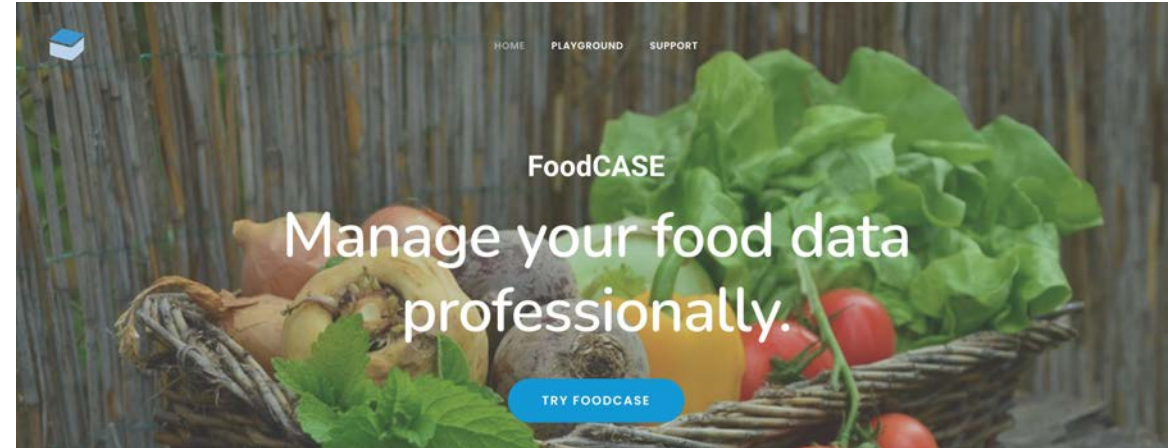 HOME PLAYGROUND SUPPORT
FoodCASE
Manage your food data
professionally.
TRY FOODCASE